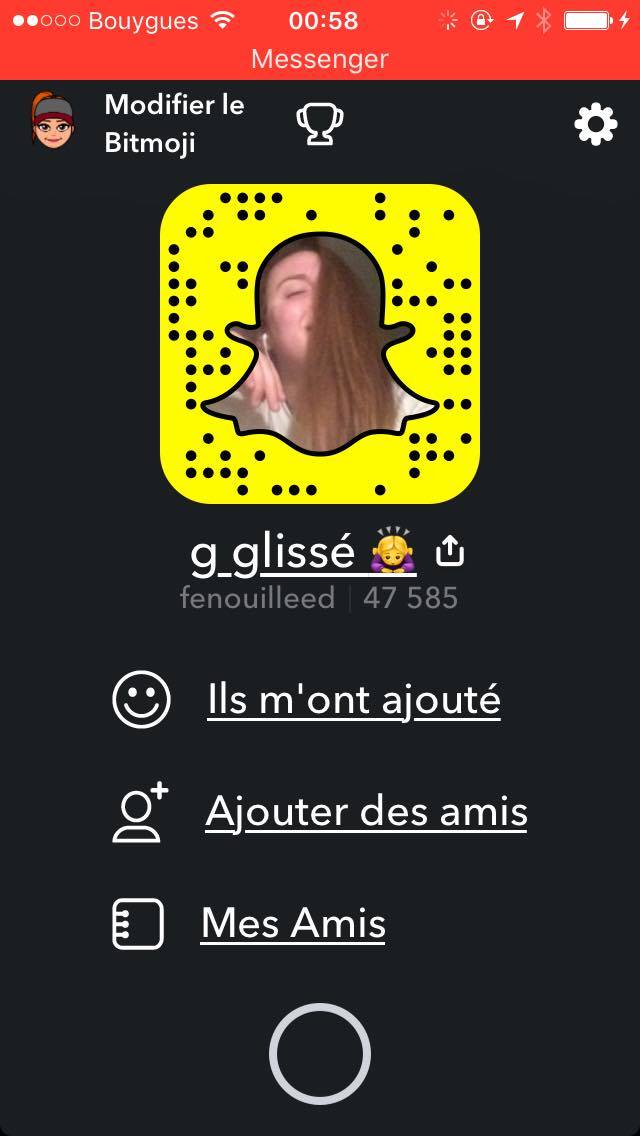 Bouygues 00:58
Messenger
Modifier le
Bitmoji
g_glissé 🙇‍♀️
fenouilleed | 47 585
Ils m'ont ajouté
Ajouter des amis
Mes Amis